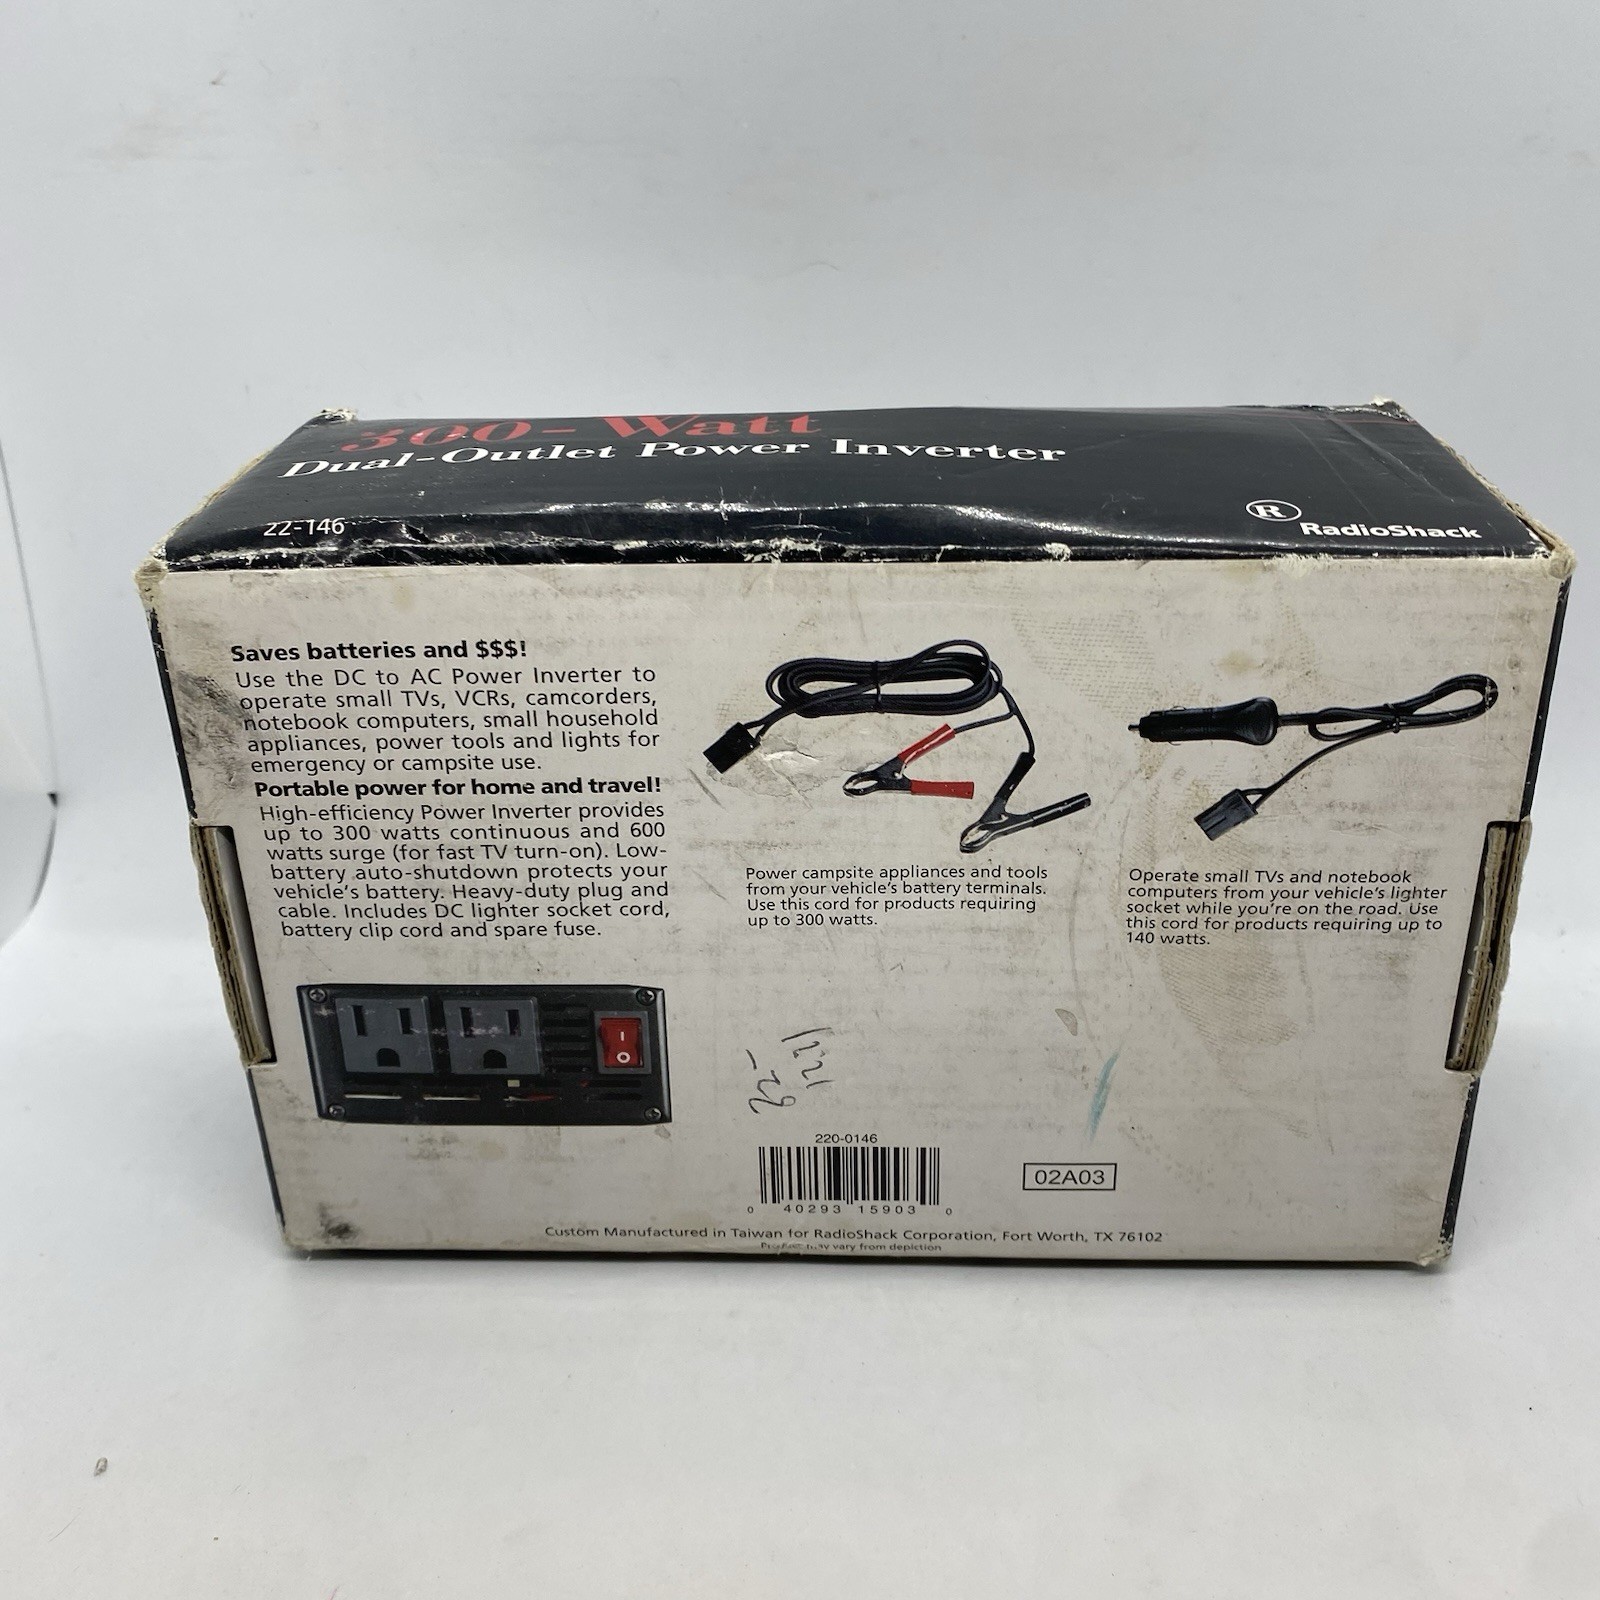 300-Watt
Dual-Outlet Power Inverter
22-146
R
RadioShack
Saves batteries and $$$!
Use the DC to AC Power Inverter to
operate small TVs, VCRs, camcorders,
notebook computers, small household
appliances, power tools and lights for
emergency or campsite use.
Portable power for home and travel!
High-efficiency Power Inverter provides
up to 300 watts continuous and 600
watts surge (for fast TV turn-on). Low-
battery auto-shutdown protects your
vehicle's battery. Heavy-duty plug and
cable. Includes DC lighter socket cord,
battery clip cord and spare fuse.
Power campsite appliances and tools
from your vehicle's battery terminals.
Use this cord for products requiring
up to 300 watts.
Operate small TVs and notebook
computers from your vehicle's lighter
socket while you're on the road. Use
this cord for products requiring up to
140 watts.
I
O
220-0146
0 40293 15903 0
02A03
Custom Manufactured in Taiwan for RadioShack Corporation, Fort Worth, TX 76102
Product may vary from depiction